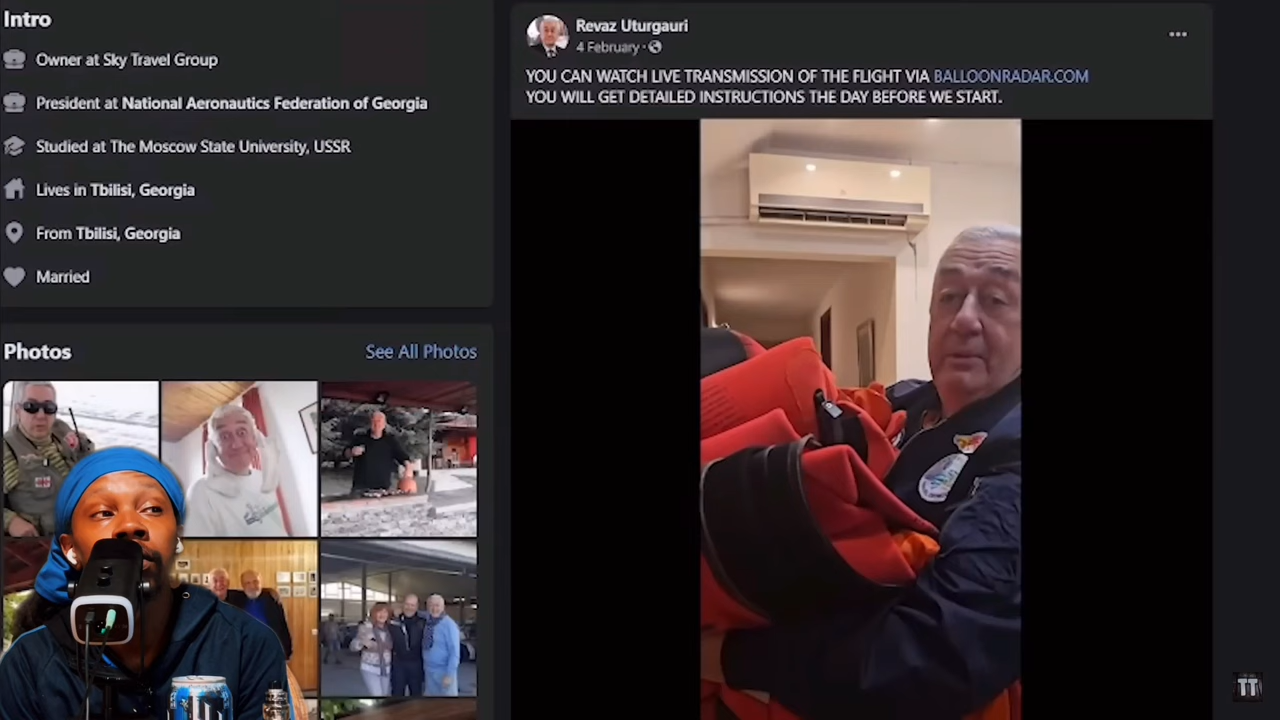 Intro
Owner at Sky Travel Group
President at National Aeronautics Federation of Georgia
Studied at The Moscow State University, USSR
Lives in Tbilisi, Georgia
From Tbilisi, Georgia
Married
Photos
See All Photos
Revaz Uturgauri
4 February ·
YOU CAN WATCH LIVE TRANSMISSION OF THE FLIGHT VIA BALLOONRADAR.COM
YOU WILL GET DETAILED INSTRUCTIONS THE DAY BEFORE WE START.
TT